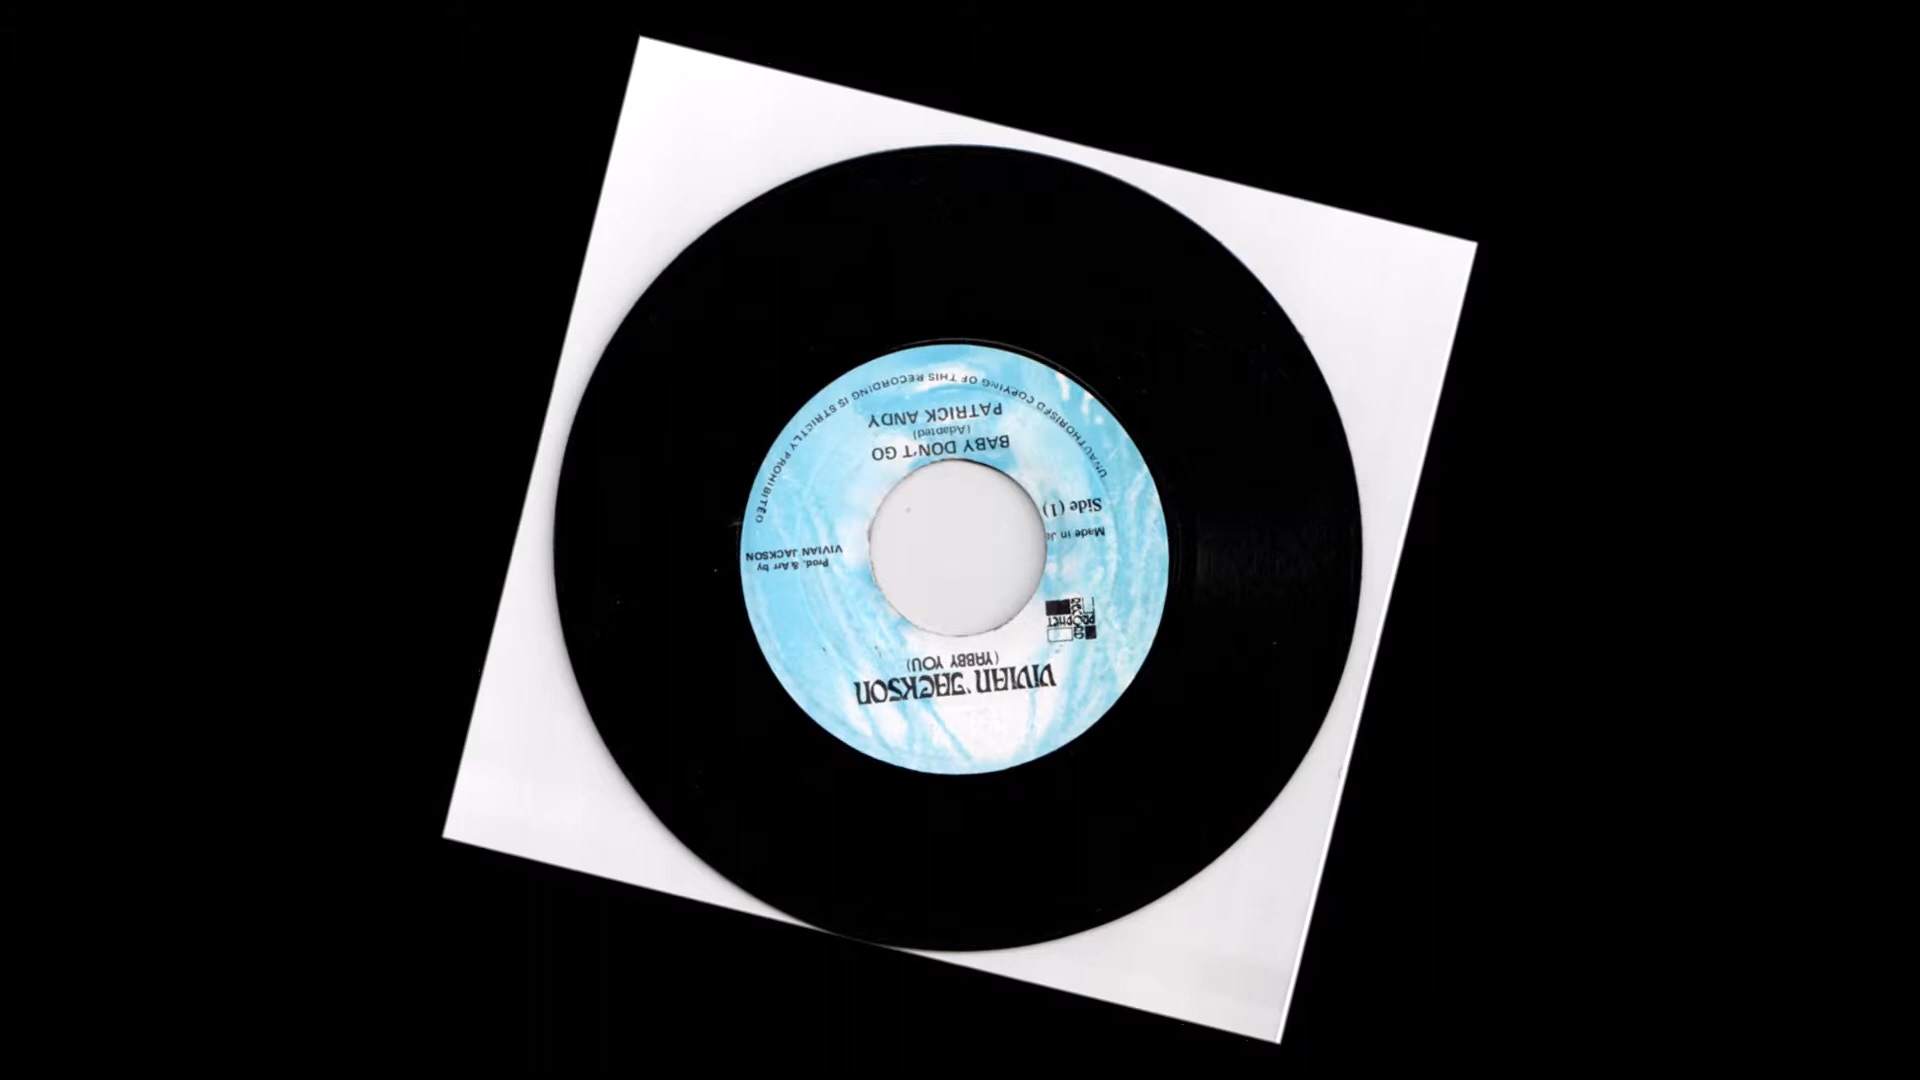 VIVIAN JACKSON
(YABBY YOU)
PROPHET
Made in
Side (1)
Prod. & Arr by
VIVIAN JACKSON
BABY DON'T GO
(Adapted)
PATRICK ANDY
UNAUTHORISED COPYING OF THIS RECORDING IS STRICTLY PROHIBITED